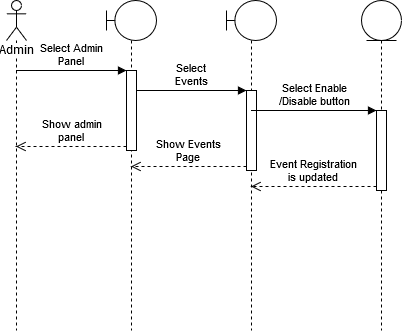 Admin
Select Admin
Panel
Select
Events
Select Enable
/Disable button
Show admin
panel
Show Events
Page
Event Registration
is updated